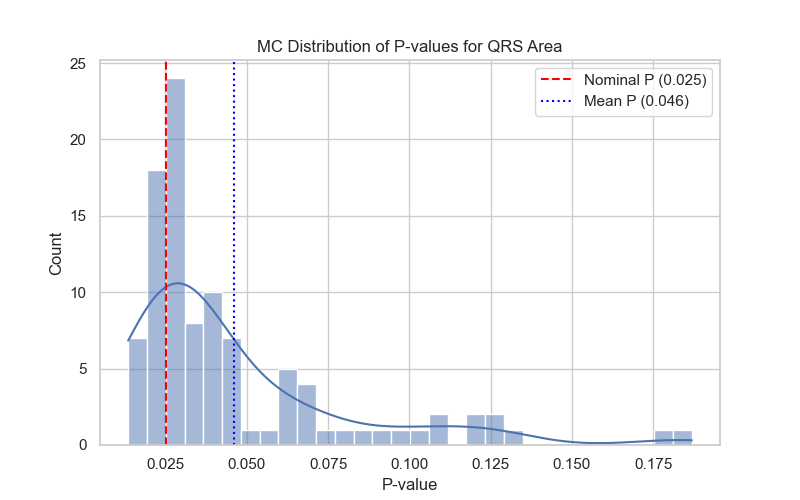 MC Distribution of P-values for QRS Area
Nominal P (0.025)
Mean P (0.046)
Count
25
20
15
10
5
0
0.025 0.050 0.075 0.100 0.125 0.150 0.175
P-value